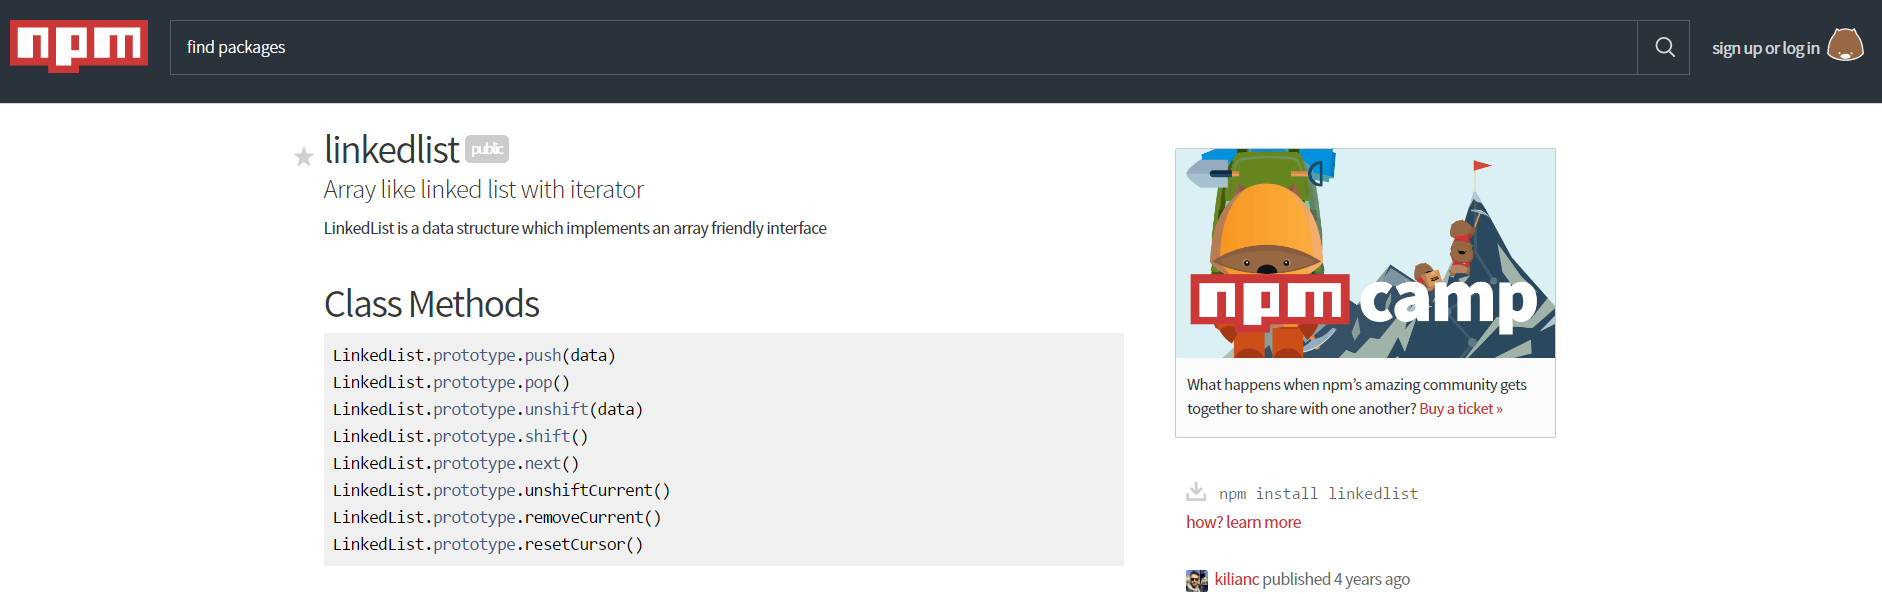 npm
find packages
sign up or log in
linkedlist public
Array like linked list with iterator
LinkedList is a data structure which implements an array friendly interface
Class Methods
LinkedList.prototype.push(data)
LinkedList.prototype.pop()
LinkedList.prototype.unshift(data)
LinkedList.prototype.shift()
LinkedList.prototype.next()
LinkedList.prototype.unshiftCurrent()
LinkedList.prototype.removeCurrent()
LinkedList.prototype.resetCursor()
npm camp
What happens when npm’s amazing community gets
together to share with one another? Buy a ticket »
npm install linkedlist
how? learn more
kilianc published 4 years ago